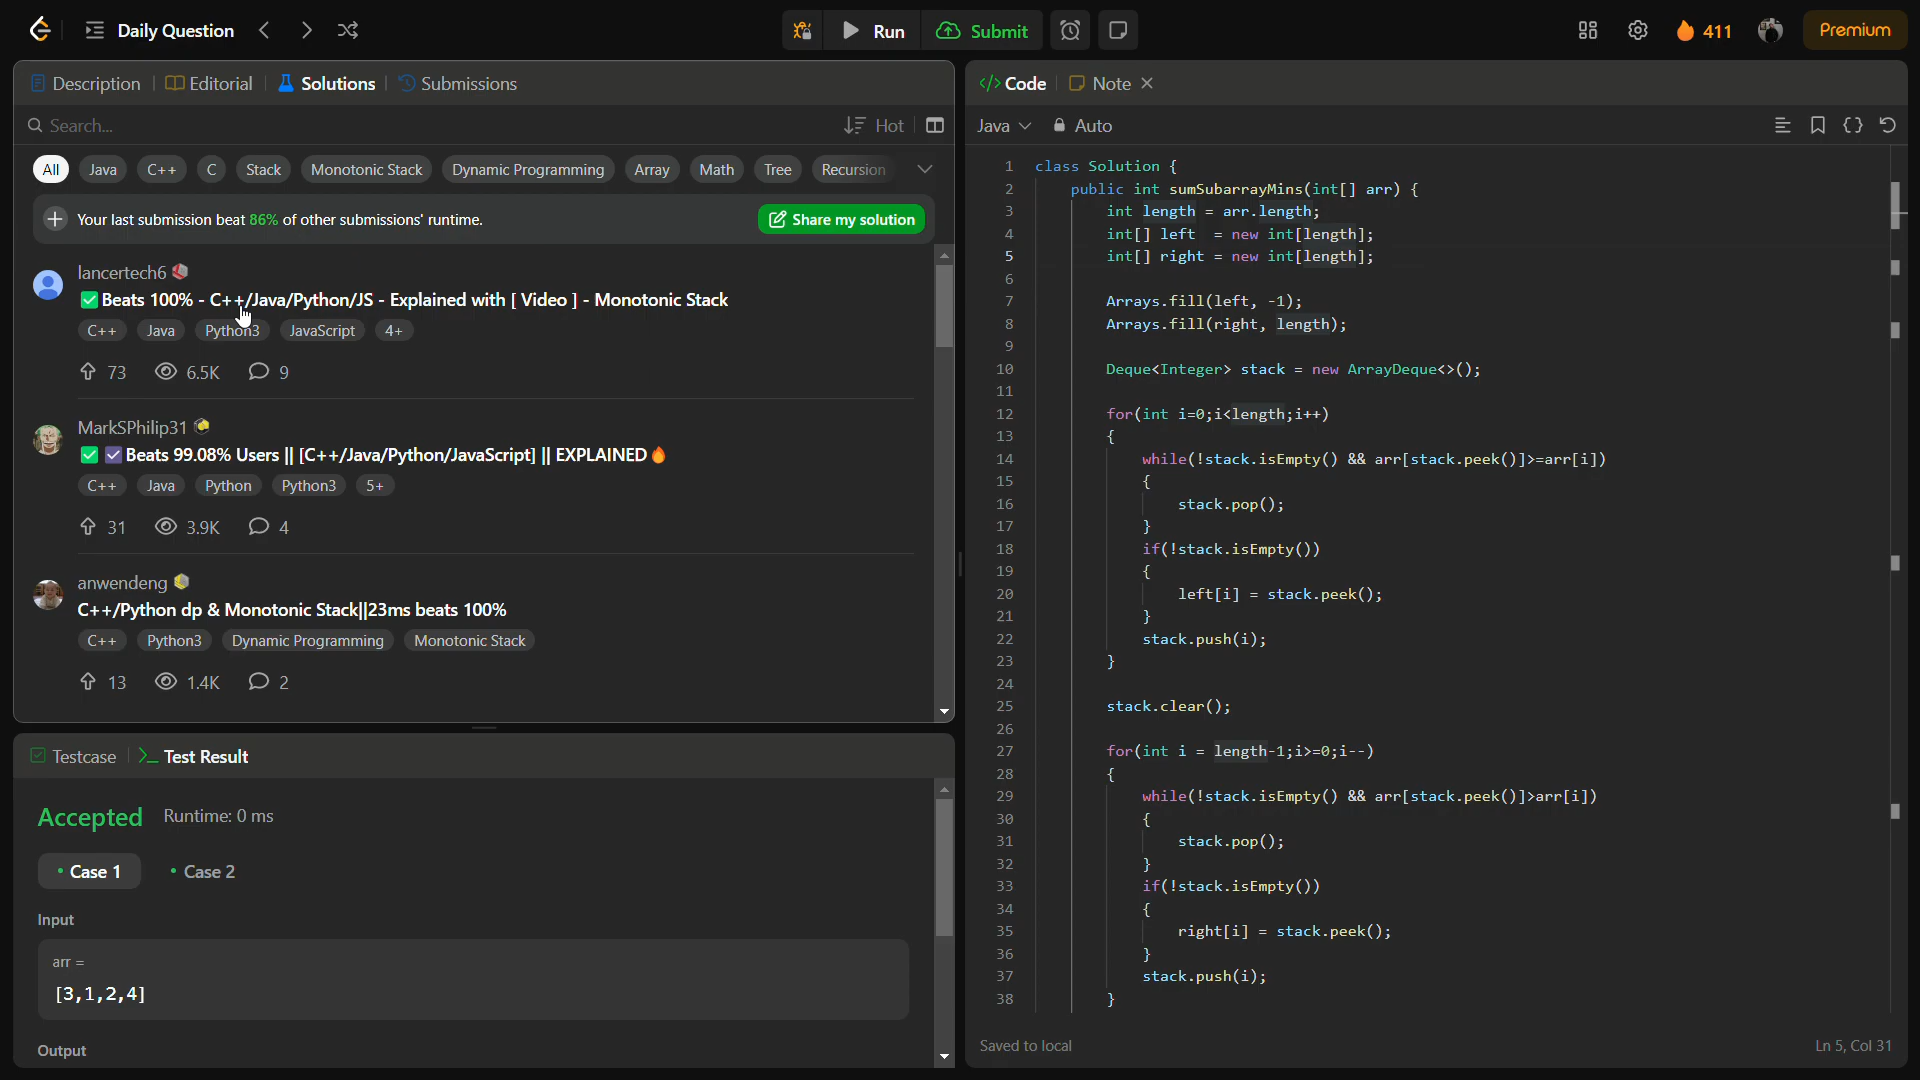 Daily Question
Run
Submit
411
Premium
Description
Editorial
Solutions
Submissions
Search...
Hot
All
Java
C++
C
Stack
Monotonic Stack
Dynamic Programming
Array
Math
Tree
Recursion
Your last submission beat 86% of other submissions' runtime.
Share my solution
lancertech6
✅Beats 100% - C++/Java/Python/JS - Explained with [ Video ] - Monotonic Stack
C++
Java
Python3
JavaScript
4+
73
6.5K
9
MarkSPhilip31
✅☑Beats 99.08% Users || [C++/Java/Python/JavaScript] || EXPLAINED🔥
C++
Java
Python
Python3
5+
31
3.9K
4
anwendeng
C++/Python dp & Monotonic Stack||23ms beats 100%
C++
Python3
Dynamic Programming
Monotonic Stack
13
1.4K
2
Testcase
Test Result
Accepted
Runtime: 0 ms
Case 1
Case 2
Input
arr =
[3,1,2,4]
Output
Code
Note
Java
Auto
1 class Solution {
2 public int sumSubarrayMins(int[] arr) {
3 int length = arr.length;
4 int[] left  = new int[length];
5 int[] right = new int[length];
6
7 Arrays.fill(left, -1);
8 Arrays.fill(right, length);
9
10 Deque<Integer> stack = new ArrayDeque<>();
11
12 for(int i=0;i<length;i++)
13 {
14 while(!stack.isEmpty() && arr[stack.peek()]>=arr[i])
15 {
16 stack.pop();
17 }
18 if(!stack.isEmpty())
19 {
20 left[i] = stack.peek();
21 }
22 stack.push(i);
23 }
24
25 stack.clear();
26
27 for(int i = length-1;i>=0;i--)
28 {
29 while(!stack.isEmpty() && arr[stack.peek()]>arr[i])
30 {
31 stack.pop();
32 }
33 if(!stack.isEmpty())
34 {
35 right[i] = stack.peek();
36 }
37 stack.push(i);
38 }
Saved to local
Ln 5, Col 31